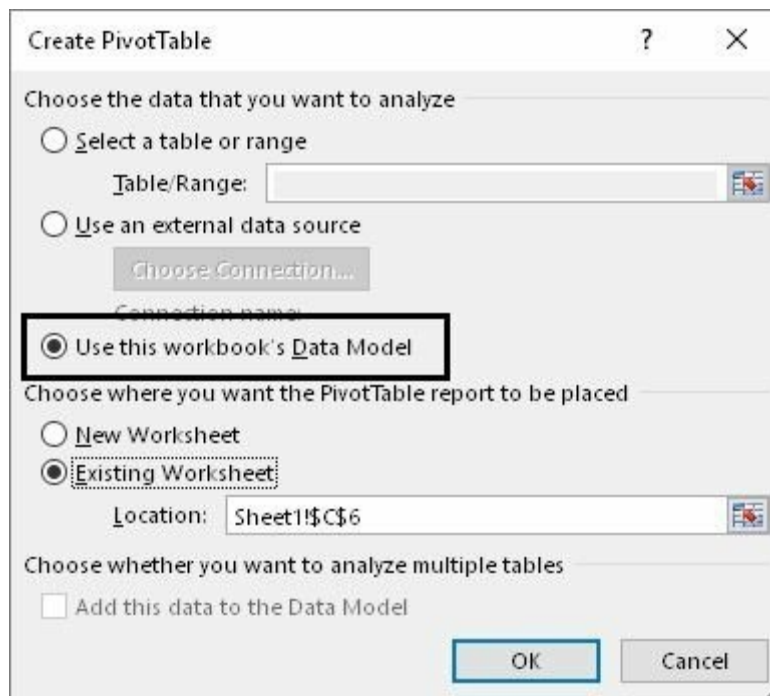 Create PivotTable ? ×
Choose the data that you want to analyze
Select a table or range
Table/Range:
Use an external data source
Choose Connection...
Connection name:
Use this workbook's Data Model
Choose where you want the PivotTable report to be placed
New Worksheet
Existing Worksheet
Location: Sheet1!$C$6
Choose whether you want to analyze multiple tables
Add this data to the Data Model
OK Cancel